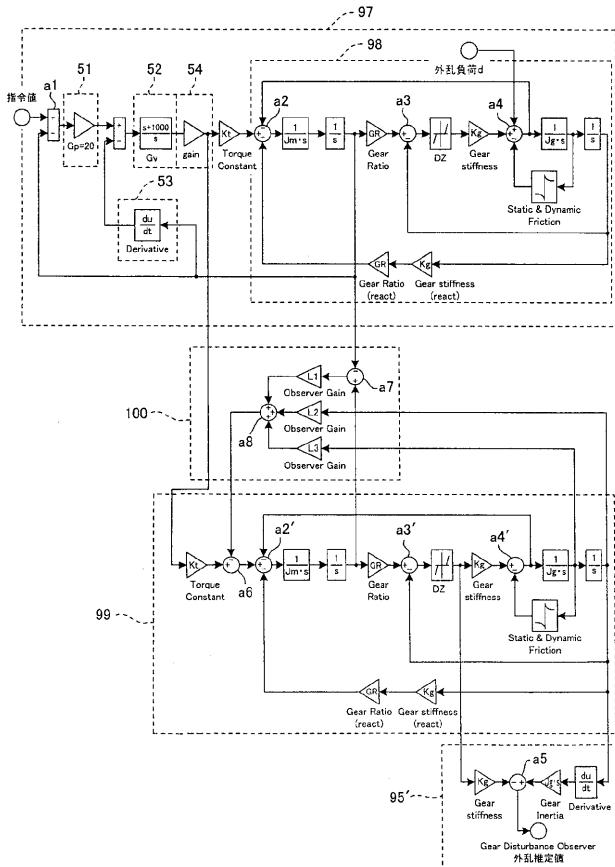 97
98
外乱負荷d
51
52
54
指令値
a1
a2
a3
a4
Gp=20
s+1000
s
Gv
gain
Kt
Torque
Constant
1
Jm·s
1
s
GR
Gear
Ratio
DZ
Kg
Gear
stiffness
1
Jg·s
1
s
Static & Dynamic
Friction
53
du
dt
Derivative
GR
Gear Ratio
(react)
Kg
Gear stiffness
(react)
100
L1
Observer Gain
a7
a8
L2
Observer Gain
L3
Observer Gain
99
a2'
a3'
a4'
Kt
Torque
Constant
a6
1
Jm·s
1
s
GR
Gear
Ratio
DZ
Kg
Gear
stiffness
1
Jg·s
1
s
Static & Dynamic
Friction
GR
Gear Ratio
(react)
Kg
Gear stiffness
(react)
95'
a5
Kg
Gear
stiffness
Jg·s
Gear
Inertia
du
dt
Derivative
Gear Disturbance Observer
外乱推定値